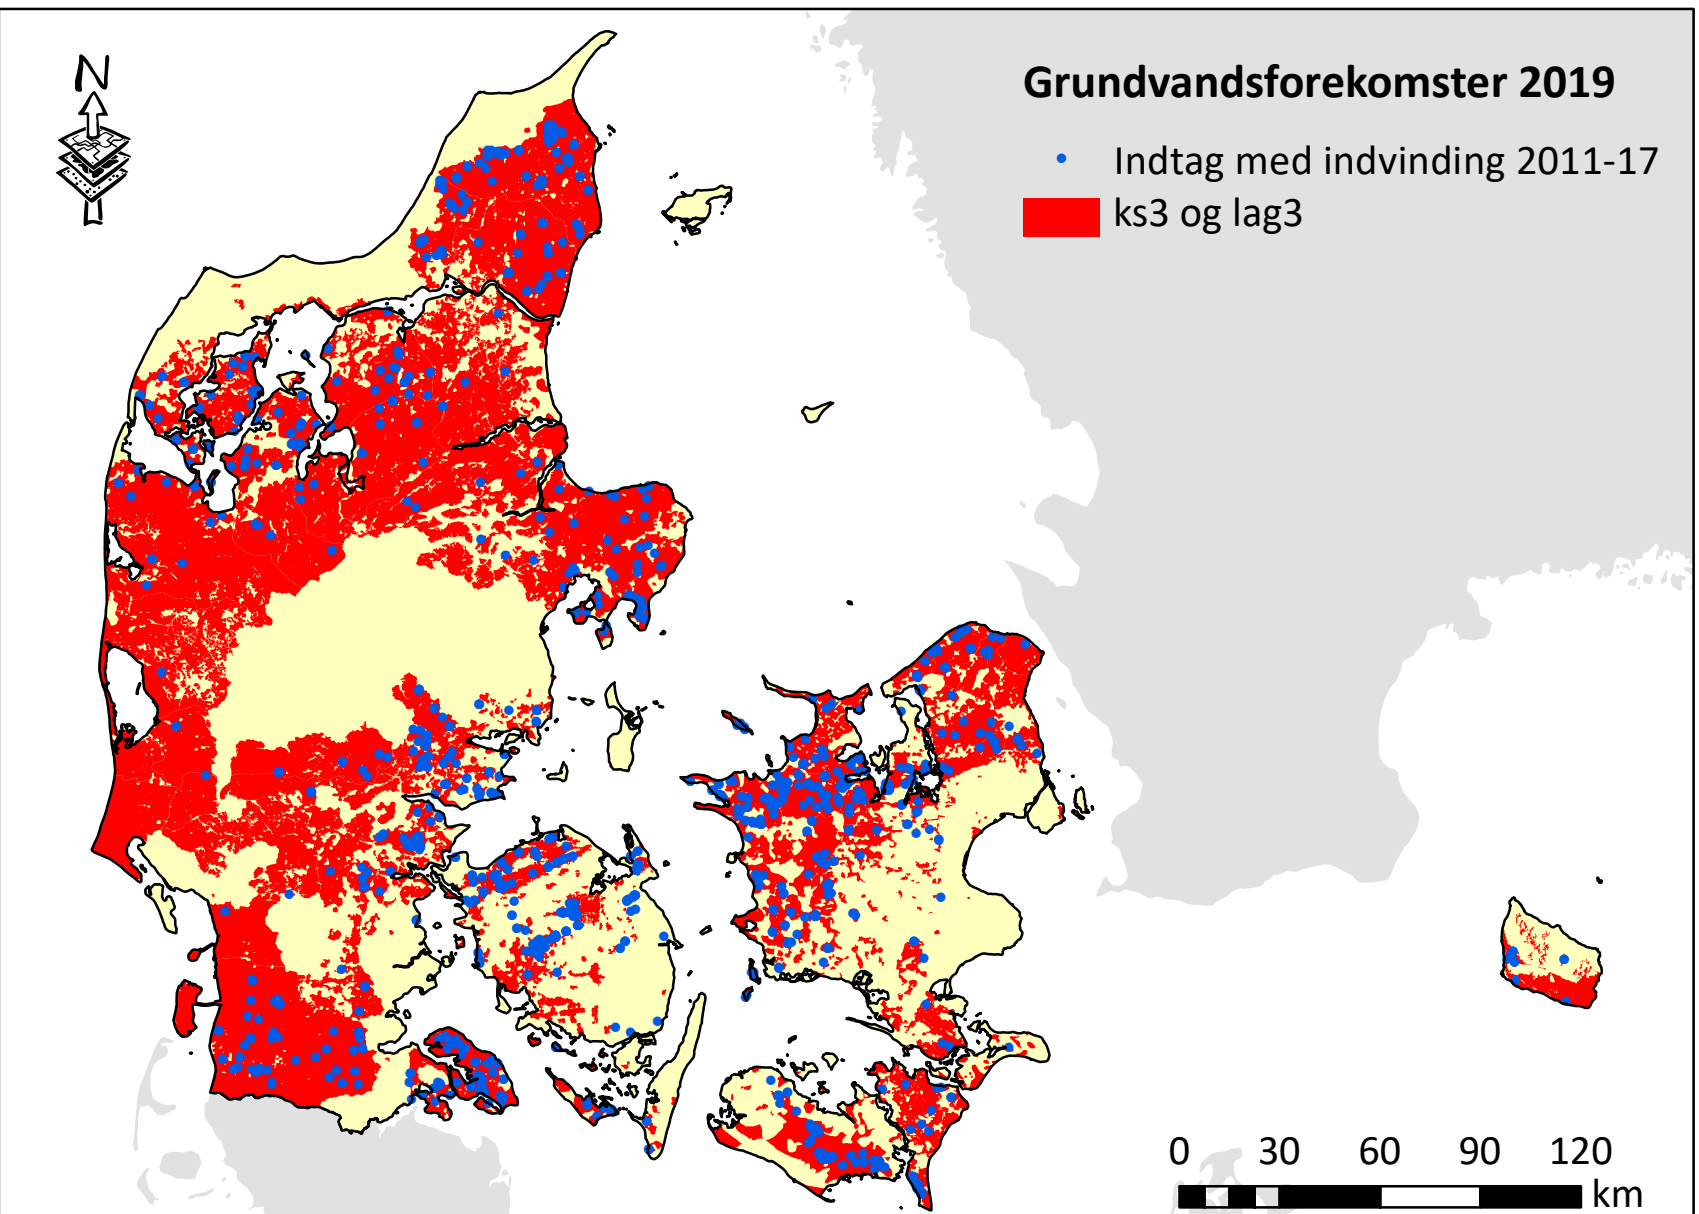 N
Grundvandsforekomster 2019
Indtag med indvinding 2011-17
ks3 og lag3
0 30 60 90 120
km